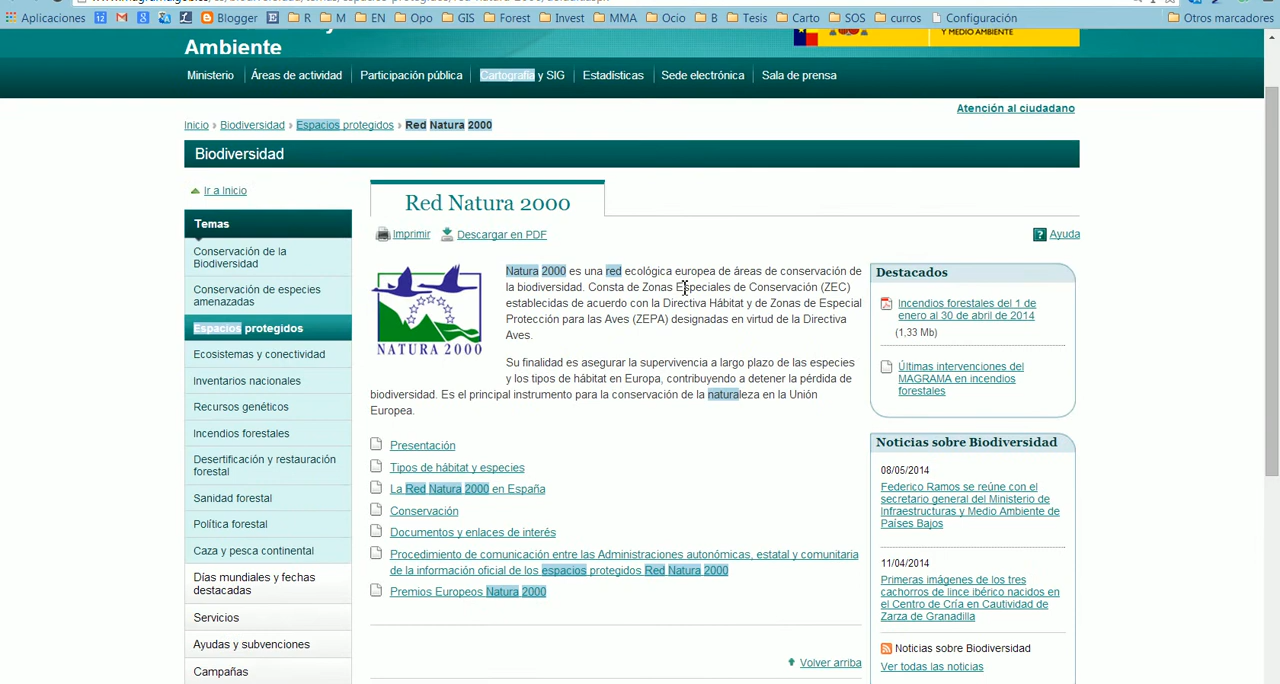 Aplicaciones 12 Blogger R M EN Opo GIS Forest Invest MMA Ocio B Tesis Carto SOS curros Configuración Otros marcadores
Ambiente
Y MEDIO AMBIENTE
Ministerio Áreas de actividad Participación pública Cartografía y SIG Estadísticas Sede electrónica Sala de prensa
Atención al ciudadano
Inicio › Biodiversidad › Espacios protegidos › Red Natura 2000
Biodiversidad
Ir a Inicio
Temas
Conservación de la
Biodiversidad
Conservación de especies
amenazadas
Espacios protegidos
Ecosistemas y conectividad
Inventarios nacionales
Recursos genéticos
Incendios forestales
Desertificación y restauración
forestal
Sanidad forestal
Política forestal
Caza y pesca continental
Días mundiales y fechas
destacadas
Servicios
Ayudas y subvenciones
Campañas
Red Natura 2000
Imprimir Descargar en PDF
? Ayuda
NATURA 2000
Natura 2000 es una red ecológica europea de áreas de conservación de
la biodiversidad. Consta de Zonas Especiales de Conservación (ZEC)
establecidas de acuerdo con la Directiva Hábitat y de Zonas de Especial
Protección para las Aves (ZEPA) designadas en virtud de la Directiva
Aves.
Su finalidad es asegurar la supervivencia a largo plazo de las especies
y los tipos de hábitat en Europa, contribuyendo a detener la pérdida de
biodiversidad. Es el principal instrumento para la conservación de la naturaleza en la Unión
Europea.
Presentación
Tipos de hábitat y especies
La Red Natura 2000 en España
Conservación
Documentos y enlaces de interés
Procedimiento de comunicación entre las Administraciones autonómicas, estatal y comunitaria
de la información oficial de los espacios protegidos Red Natura 2000
Premios Europeos Natura 2000
Volver arriba
Destacados
Incendios forestales del 1 de
enero al 30 de abril de 2014
(1,33 Mb)
Últimas intervenciones del
MAGRAMA en incendios
forestales
Noticias sobre Biodiversidad
08/05/2014
Federico Ramos se reúne con el
secretario general del Ministerio de
Infraestructuras y Medio Ambiente de
Países Bajos
11/04/2014
Primeras imágenes de los tres
cachorros de lince ibérico nacidos en
el Centro de Cría en Cautividad de
Zarza de Granadilla
Noticias sobre Biodiversidad
Ver todas las noticias